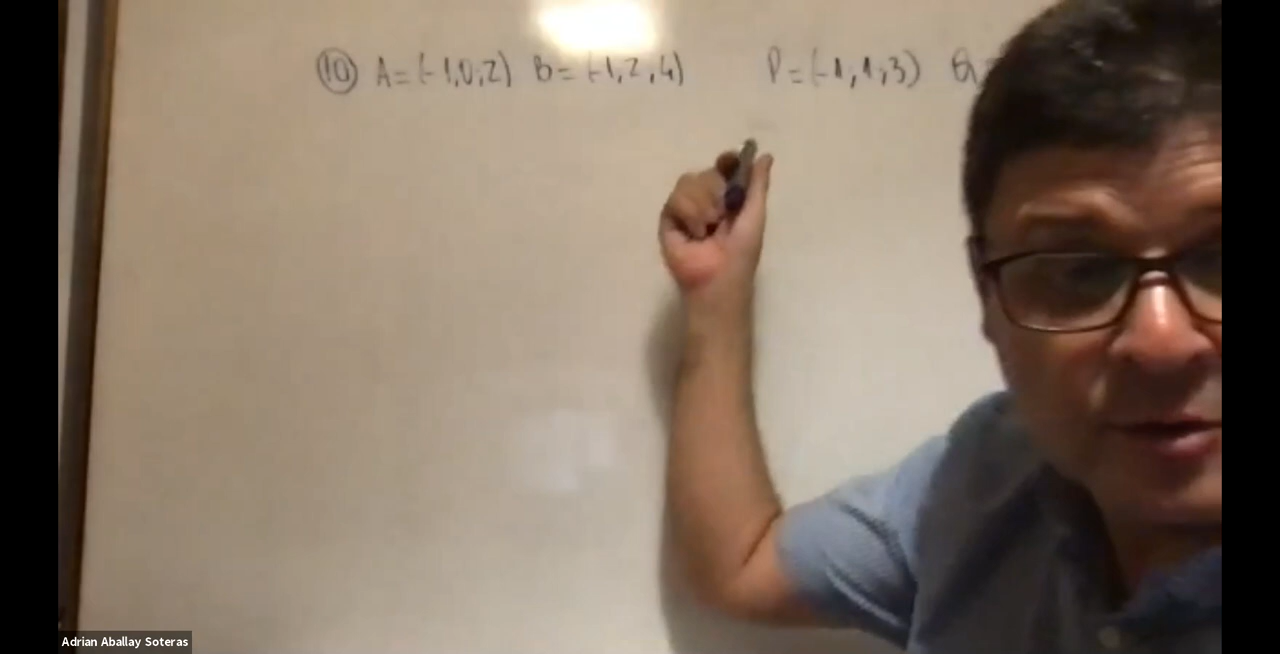 ⑩ A=(-1,0,2) B=(-1,2,4) P=(-1,1,3) Q=
Adrian Aballay Soteras